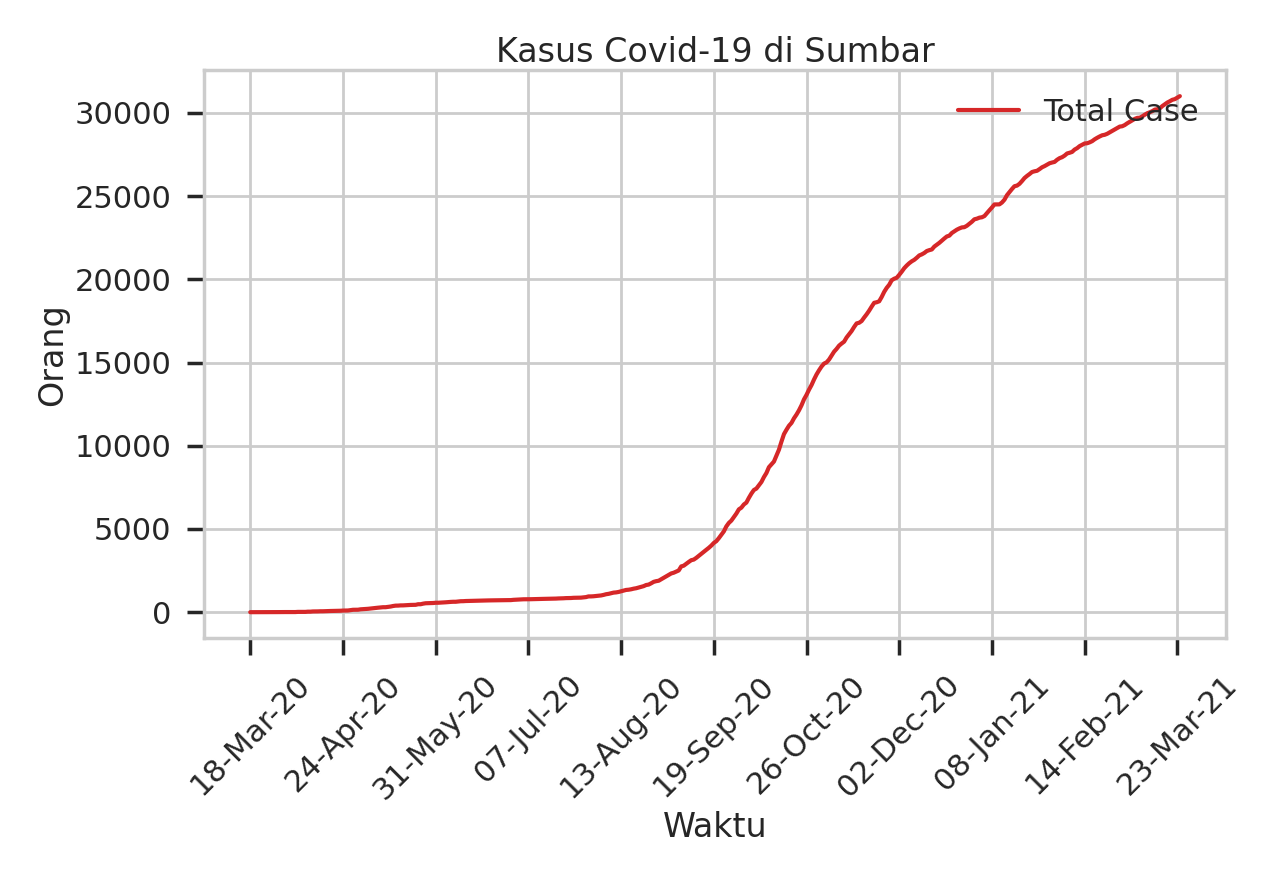 Kasus Covid-19 di Sumbar
Total Case
30000
25000
20000
15000
10000
5000
0
Orang
18-Mar-20
24-Apr-20
31-May-20
07-Jul-20
13-Aug-20
19-Sep-20
26-Oct-20
02-Dec-20
08-Jan-21
14-Feb-21
23-Mar-21
Waktu